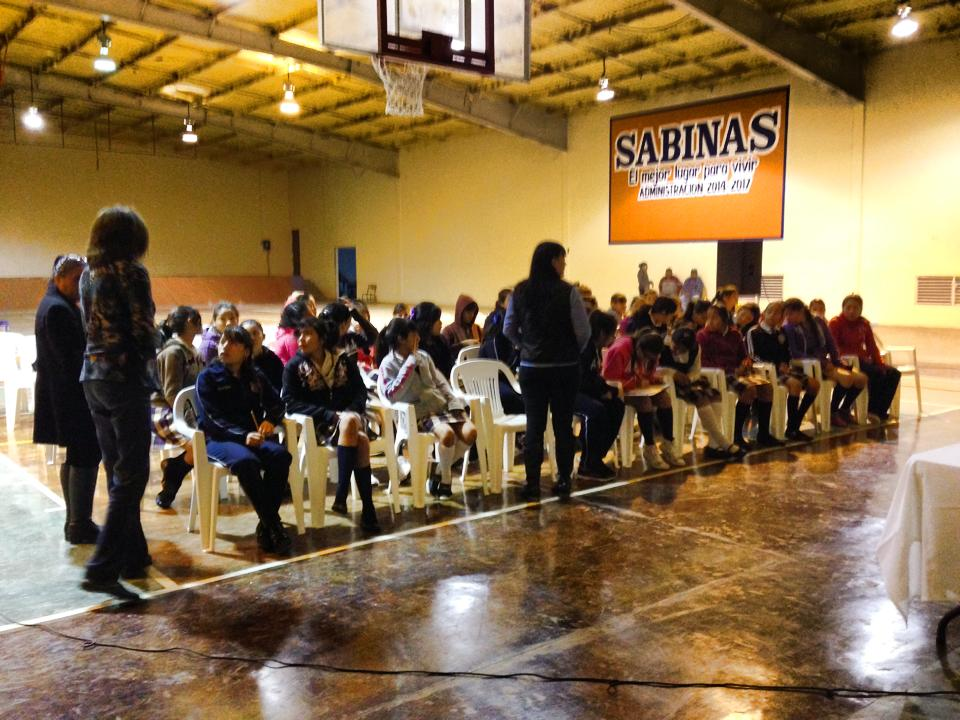 SABINAS
El mejor lugar para vivir
ADMINISTRACIÓN 2014-2017